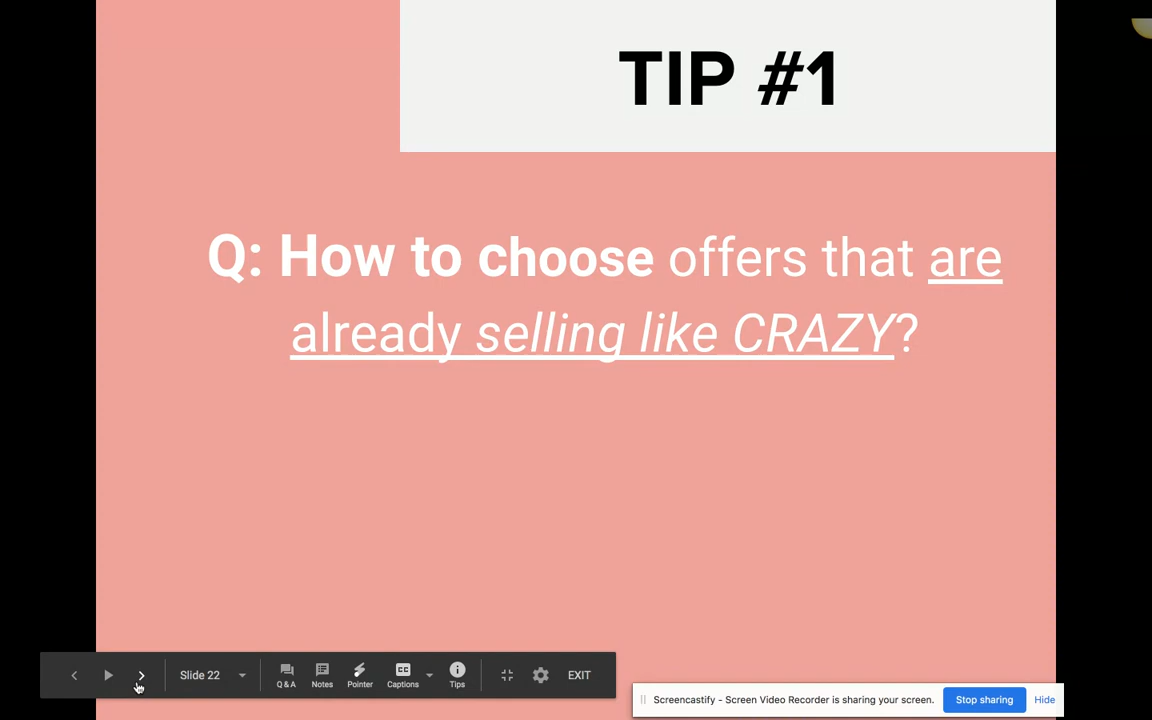 TIP #1
Q: How to choose offers that are
already selling like CRAZY?
Slide 22
Q & A
Notes
Pointer
CC
Captions
Tips
EXIT
Screencastify - Screen Video Recorder is sharing your screen.
Stop sharing
Hide